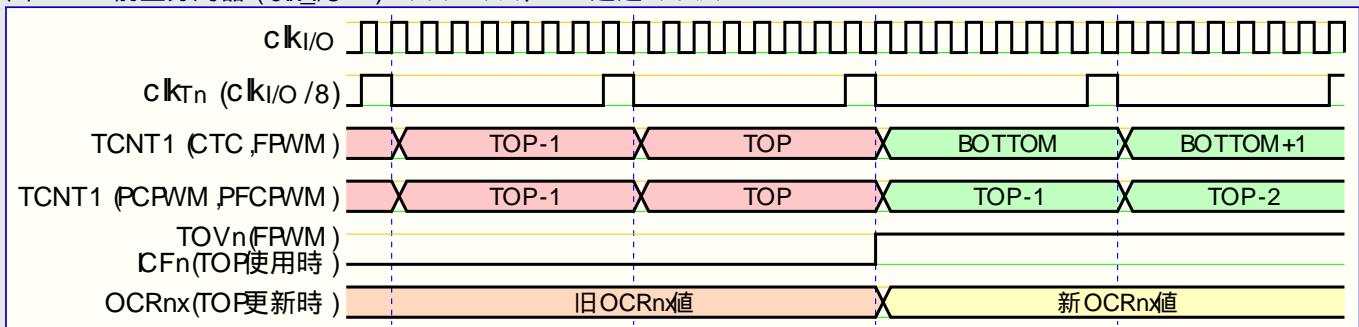 clkI/O
clkTn (clkI/O /8)
TCNT1 (CTC,FPWM)
TOP-1 TOP BOTTOM BOTTOM+1
TCNT1 (PCPWM,PFCPWM)
TOP-1 TOP TOP-1 TOP-2
TOVn(FPWM)
ICFn(TOP使用時)
OCRnx(TOP更新時)
旧OCRnx値 新OCRnx値